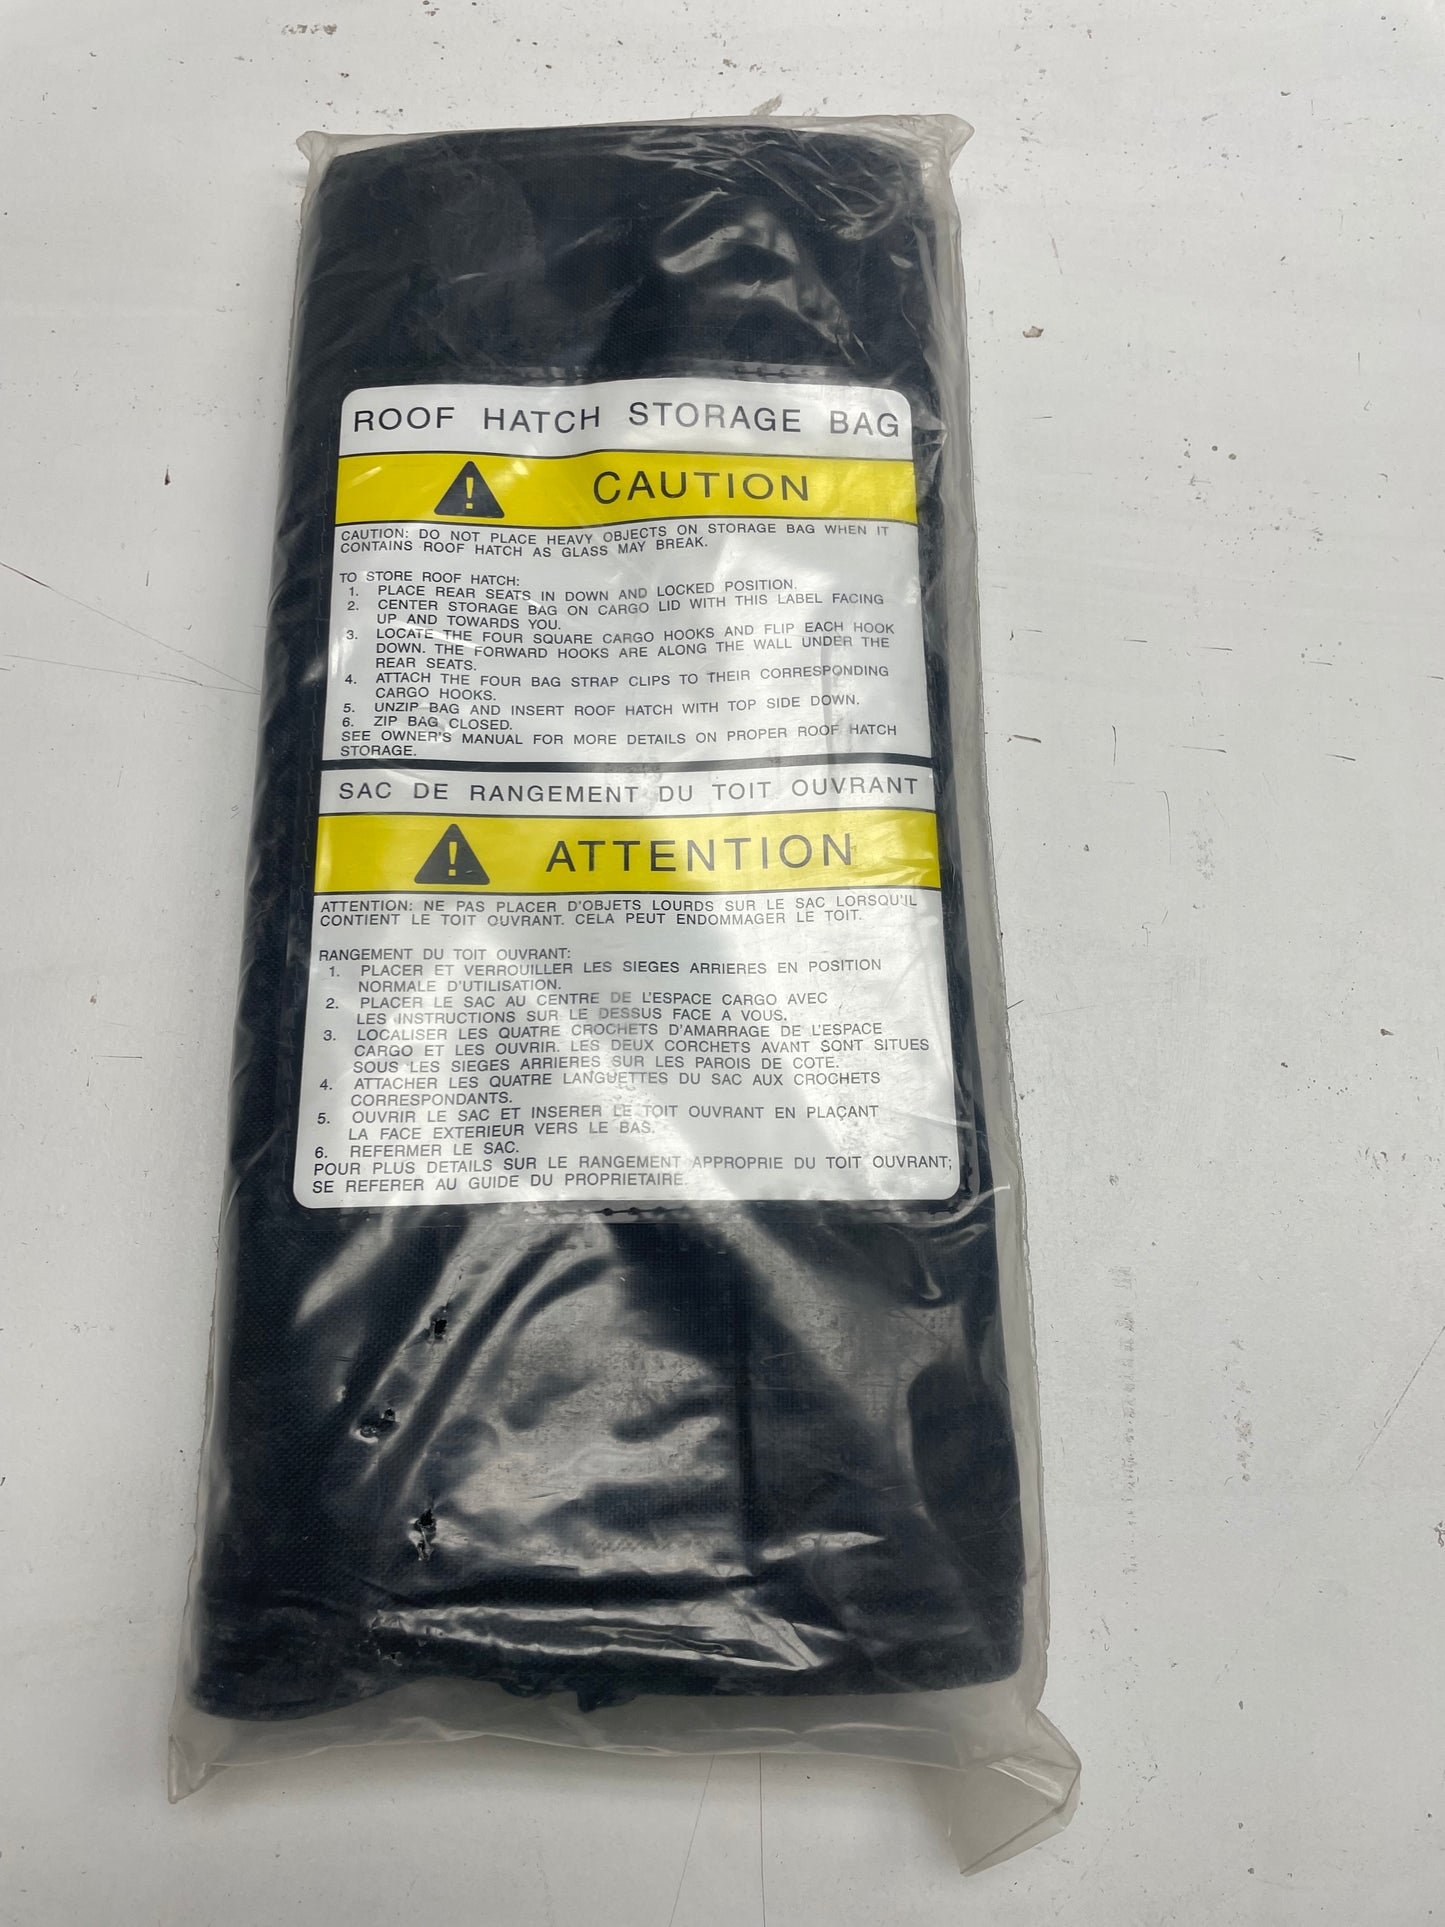 ROOF HATCH STORAGE BAG
! CAUTION
CAUTION: DO NOT PLACE HEAVY OBJECTS ON STORAGE BAG WHEN IT
CONTAINS ROOF HATCH AS GLASS MAY BREAK.
TO STORE ROOF HATCH:
1. PLACE REAR SEATS IN DOWN AND LOCKED POSITION.
2. CENTER STORAGE BAG ON CARGO LID WITH THIS LABEL FACING
UP AND TOWARDS YOU.
3. LOCATE THE FOUR SQUARE CARGO HOOKS AND FLIP EACH HOOK
DOWN. THE FORWARD HOOKS ARE ALONG THE WALL UNDER THE
REAR SEATS.
4. ATTACH THE FOUR BAG STRAP CLIPS TO THEIR CORRESPONDING
CARGO HOOKS.
5. UNZIP BAG AND INSERT ROOF HATCH WITH TOP SIDE DOWN.
6. ZIP BAG CLOSED.
SEE OWNER'S MANUAL FOR MORE DETAILS ON PROPER ROOF HATCH
STORAGE.
SAC DE RANGEMENT DU TOIT OUVRANT
! ATTENTION
ATTENTION: NE PAS PLACER D'OBJETS LOURDS SUR LE SAC LORSQU'IL
CONTIENT LE TOIT OUVRANT. CELA PEUT ENDOMMAGER LE TOIT.
RANGEMENT DU TOIT OUVRANT:
1. PLACER ET VERROUILLER LES SIEGES ARRIERES EN POSITION
NORMALE D'UTILISATION.
2. PLACER LE SAC AU CENTRE DE L'ESPACE CARGO AVEC
LES INSTRUCTIONS SUR LE DESSUS FACE A VOUS.
3. LOCALISER LES QUATRE CROCHETS D'AMARRAGE DE L'ESPACE
CARGO ET LES OUVRIR. LES DEUX CORCHETS AVANT SONT SITUES
SOUS LES SIEGES ARRIERES SUR LES PAROIS DE COTE.
4. ATTACHER LES QUATRE LANGUETTES DU SAC AUX CROCHETS
CORRESPONDANTS.
5. OUVRIR LE SAC ET INSERER LE TOIT OUVRANT EN PLAÇANT
LA FACE EXTERIEUR VERS LE BAS.
6. REFERMER LE SAC.
POUR PLUS DETAILS SUR LE RANGEMENT APPROPRIE DU TOIT OUVRANT;
SE REFERER AU GUIDE DU PROPRIETAIRE.